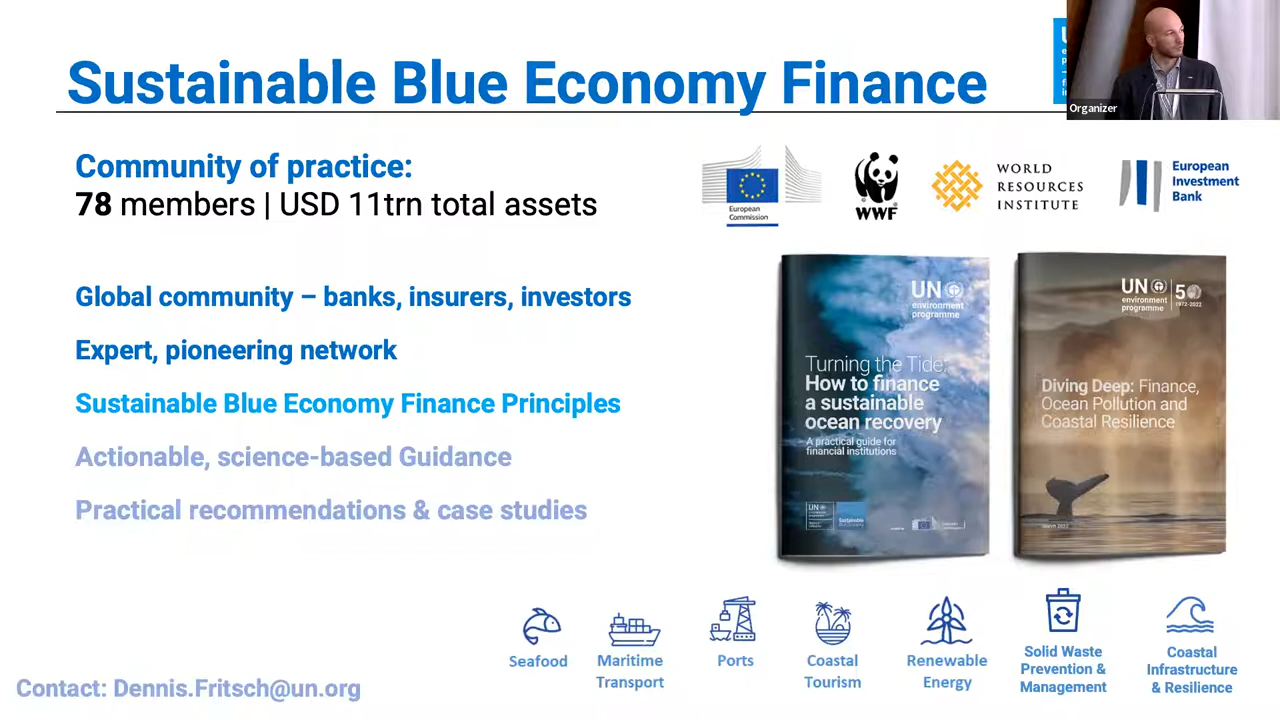 Sustainable Blue Economy Finance
Organizer
Community of practice:
78 members | USD 11trn total assets
European
Commission
WWF
WORLD
RESOURCES
INSTITUTE
European
Investment
Bank
Global community – banks, insurers, investors
Expert, pioneering network
Sustainable Blue Economy Finance Principles
Actionable, science-based Guidance
Practical recommendations & case studies
UN
environment
programme
Turning the Tide:
How to finance
a sustainable
ocean recovery
A practical guide for
financial institutions
UN
environment
programme
50
1972-2022
Diving Deep: Finance,
Ocean Pollution and
Coastal Resilience
Seafood
Maritime
Transport
Ports
Coastal
Tourism
Renewable
Energy
Solid Waste
Prevention &
Management
Coastal
Infrastructure
& Resilience
Contact: Dennis.Fritsch@un.org